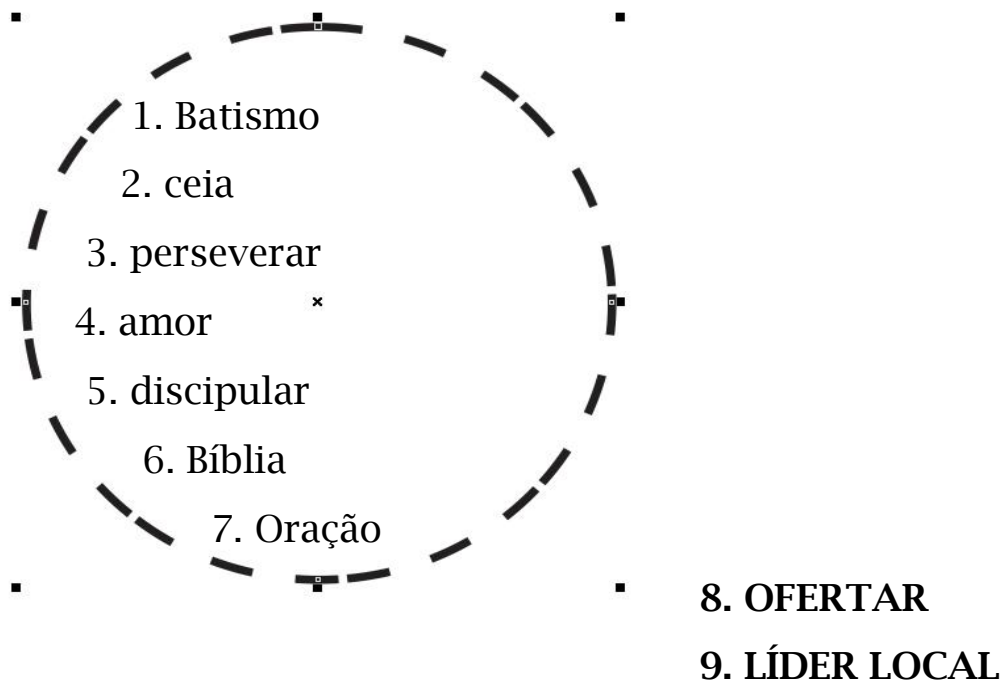 1. Batismo
2. ceia
3. perseverar
4. amor
5. discipular
6. Bíblia
7. Oração
8. OFERTAR
9. LÍDER LOCAL